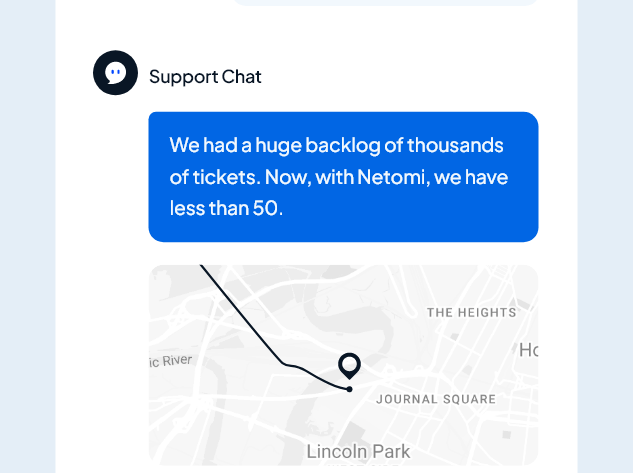 Support Chat
We had a huge backlog of thousands
of tickets. Now, with Netomi, we have
less than 50.
THE HEIGHTS
Ho
ic River
JOURNAL SQUARE
Lincoln Park